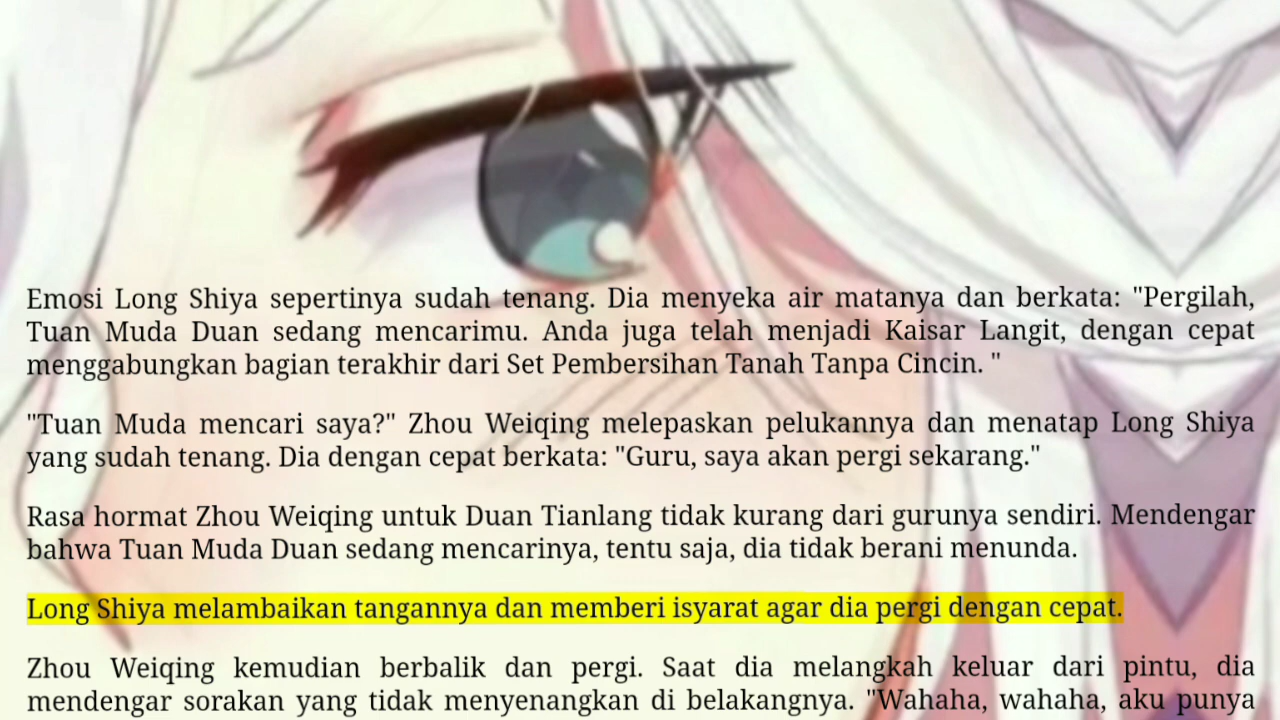 Emosi Long Shiya sepertinya sudah tenang. Dia menyeka air matanya dan berkata: "Pergilah,
Tuan Muda Duan sedang mencarimu. Anda juga telah menjadi Kaisar Langit, dengan cepat
menggabungkan bagian terakhir dari Set Pembersihan Tanah Tanpa Cincin. "
"Tuan Muda mencari saya?" Zhou Weiqing melepaskan pelukannya dan menatap Long Shiya
yang sudah tenang. Dia dengan cepat berkata: "Guru, saya akan pergi sekarang."
Rasa hormat Zhou Weiqing untuk Duan Tianlang tidak kurang dari gurunya sendiri. Mendengar
bahwa Tuan Muda Duan sedang mencarinya, tentu saja, dia tidak berani menunda.
Long Shiya melambaikan tangannya dan memberi isyarat agar dia pergi dengan cepat.
Zhou Weiqing kemudian berbalik dan pergi. Saat dia melangkah keluar dari pintu, dia
mendengar sorakan yang tidak menyenangkan di belakangnya. "Wahaha, wahaha, aku punya